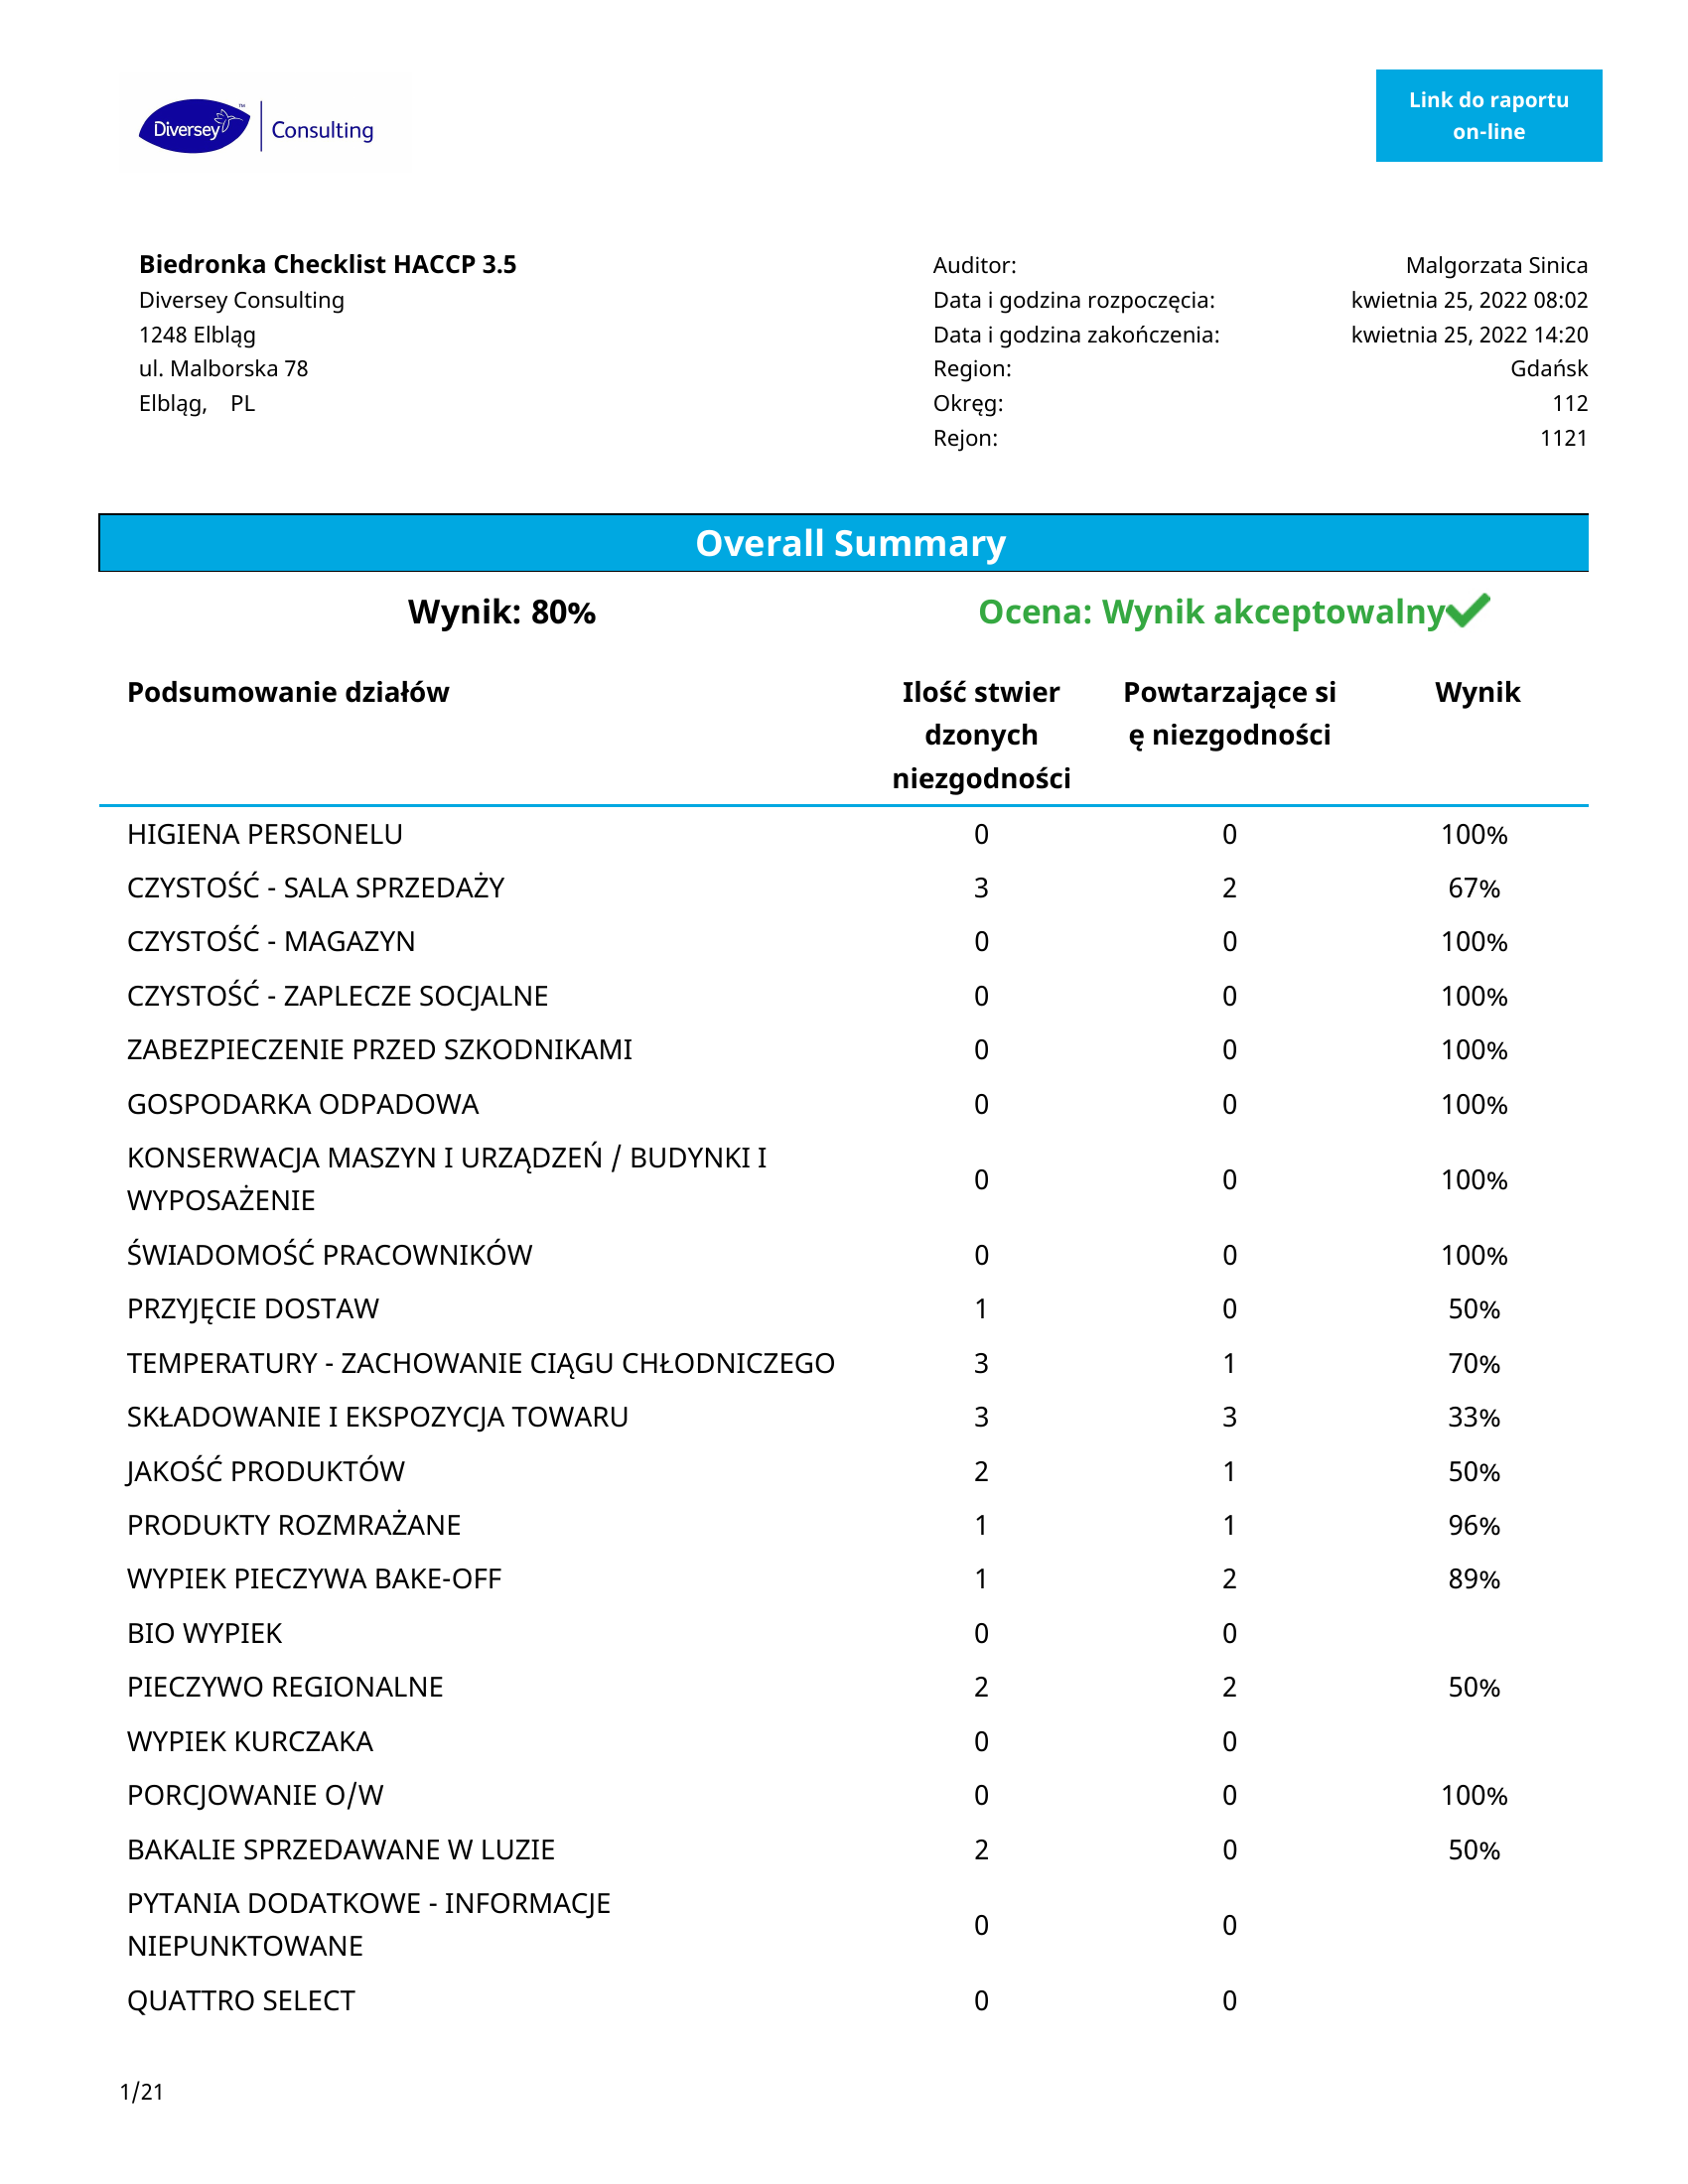 Diversey™ Consulting
Link do raportu
on-line
Biedronka Checklist HACCP 3.5
Diversey Consulting
1248 Elbląg
ul. Malborska 78
Elbląg, PL
Auditor: Malgorzata Sinica
Data i godzina rozpoczęcia: kwietnia 25, 2022 08:02
Data i godzina zakończenia: kwietnia 25, 2022 14:20
Region: Gdańsk
Okręg: 112
Rejon: 1121
Overall Summary
Wynik: 80% Ocena: Wynik akceptowalny
Podsumowanie działów Ilość stwier Powtarzające si Wynik
dzonych ę niezgodności
niezgodności
HIGIENA PERSONELU 0 0 100%
CZYSTOŚĆ - SALA SPRZEDAŻY 3 2 67%
CZYSTOŚĆ - MAGAZYN 0 0 100%
CZYSTOŚĆ - ZAPLECZE SOCJALNE 0 0 100%
ZABEZPIECZENIE PRZED SZKODNIKAMI 0 0 100%
GOSPODARKA ODPADOWA 0 0 100%
KONSERWACJA MASZYN I URZĄDZEŃ / BUDYNKI I
WYPOSAŻENIE 0 0 100%
ŚWIADOMOŚĆ PRACOWNIKÓW 0 0 100%
PRZYJĘCIE DOSTAW 1 0 50%
TEMPERATURY - ZACHOWANIE CIĄGU CHŁODNICZEGO 3 1 70%
SKŁADOWANIE I EKSPOZYCJA TOWARU 3 3 33%
JAKOŚĆ PRODUKTÓW 2 1 50%
PRODUKTY ROZMRAŻANE 1 1 96%
WYPIEK PIECZYWA BAKE-OFF 1 2 89%
BIO WYPIEK 0 0
PIECZYWO REGIONALNE 2 2 50%
WYPIEK KURCZAKA 0 0
PORCJOWANIE O/W 0 0 100%
BAKALIE SPRZEDAWANE W LUZIE 2 0 50%
PYTANIA DODATKOWE - INFORMACJE
NIEPUNKTOWANE 0 0
QUATTRO SELECT 0 0
1/21